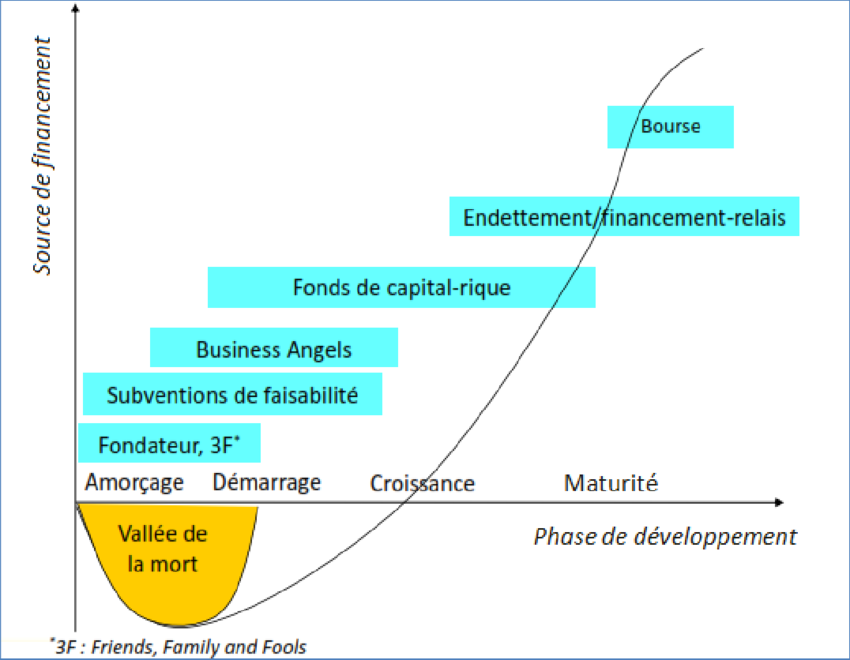 Source de financement
Bourse
Endettement/financement-relais
Fonds de capital-rique
Business Angels
Subventions de faisabilité
Fondateur, 3F*
Amorçage Démarrage Croissance Maturité
Vallée de
la mort
Phase de développement
*3F : Friends, Family and Fools